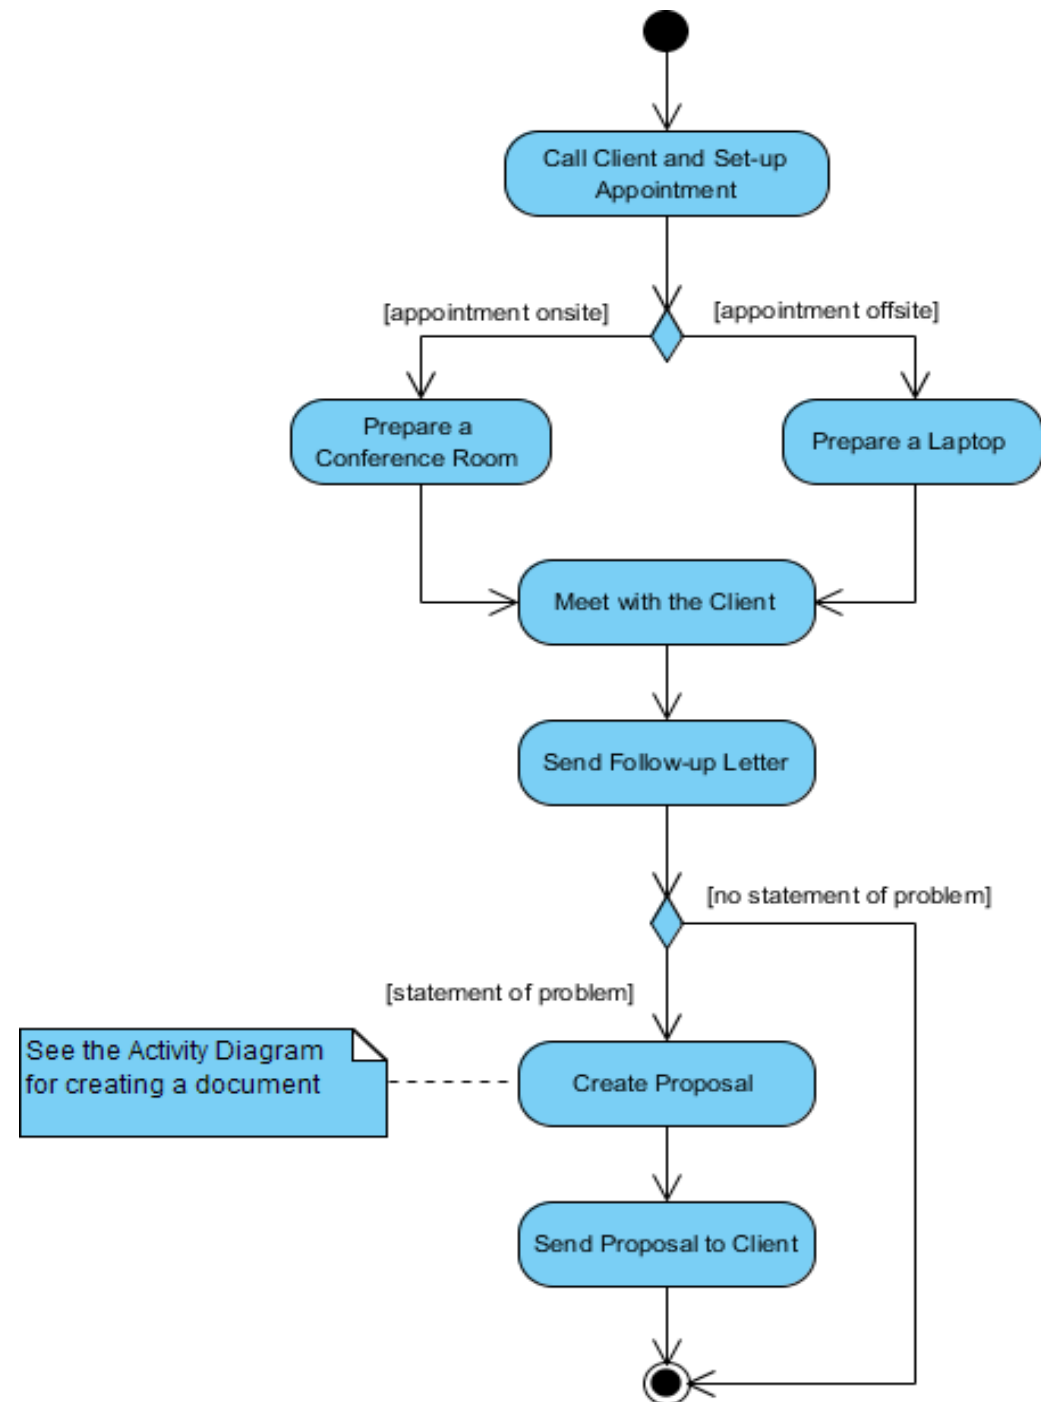 Call Client and Set-up
Appointment
[appointment onsite]
[appointment offsite]
Prepare a
Conference Room
Prepare a Laptop
Meet with the Client
Send Follow-up Letter
[no statement of problem]
[statement of problem]
See the Activity Diagram
for creating a document
Create Proposal
Send Proposal to Client